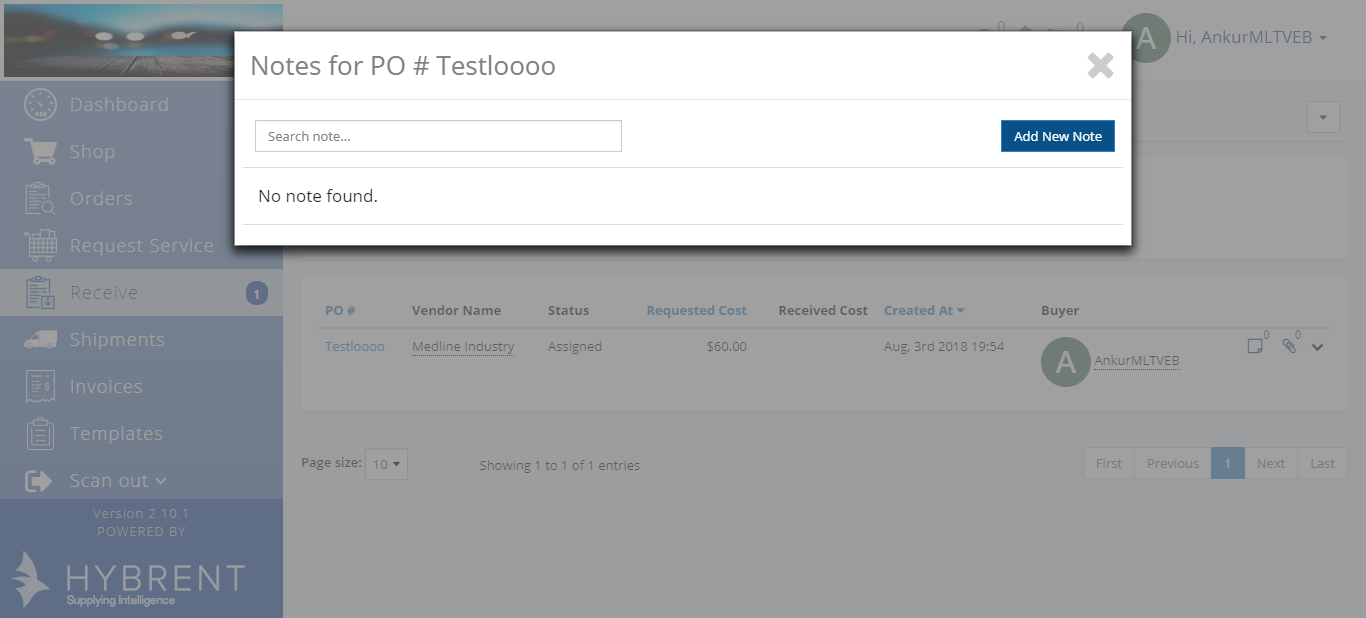 0
0
A
Hi, AnkurMLTVEB
Notes for PO # Testloooo
Search note...
Add New Note
No note found.
Dashboard
Shop
Orders
Request Service
Receive 1
Shipments
Invoices
Templates
Scan out
Version 2.10.1
POWERED BY
HYBRENT
Supplying Intelligence
PO # Vendor Name Status Requested Cost Received Cost Created At Buyer
Testloooo Medline Industry Assigned $60.00 Aug, 3rd 2018 19:54 A AnkurMLTVEB 0 0
Page size: 10 Showing 1 to 1 of 1 entries First Previous 1 Next Last